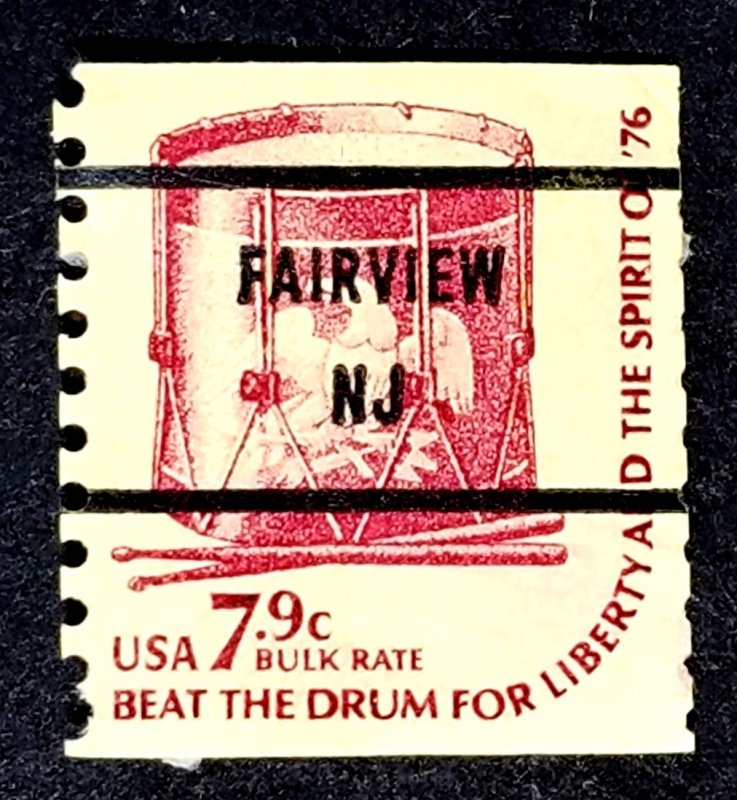 FAIRVIEW
NJ
USA 7.9c
BULK RATE
BEAT THE DRUM FOR LIBERTY AND THE SPIRIT OF '76